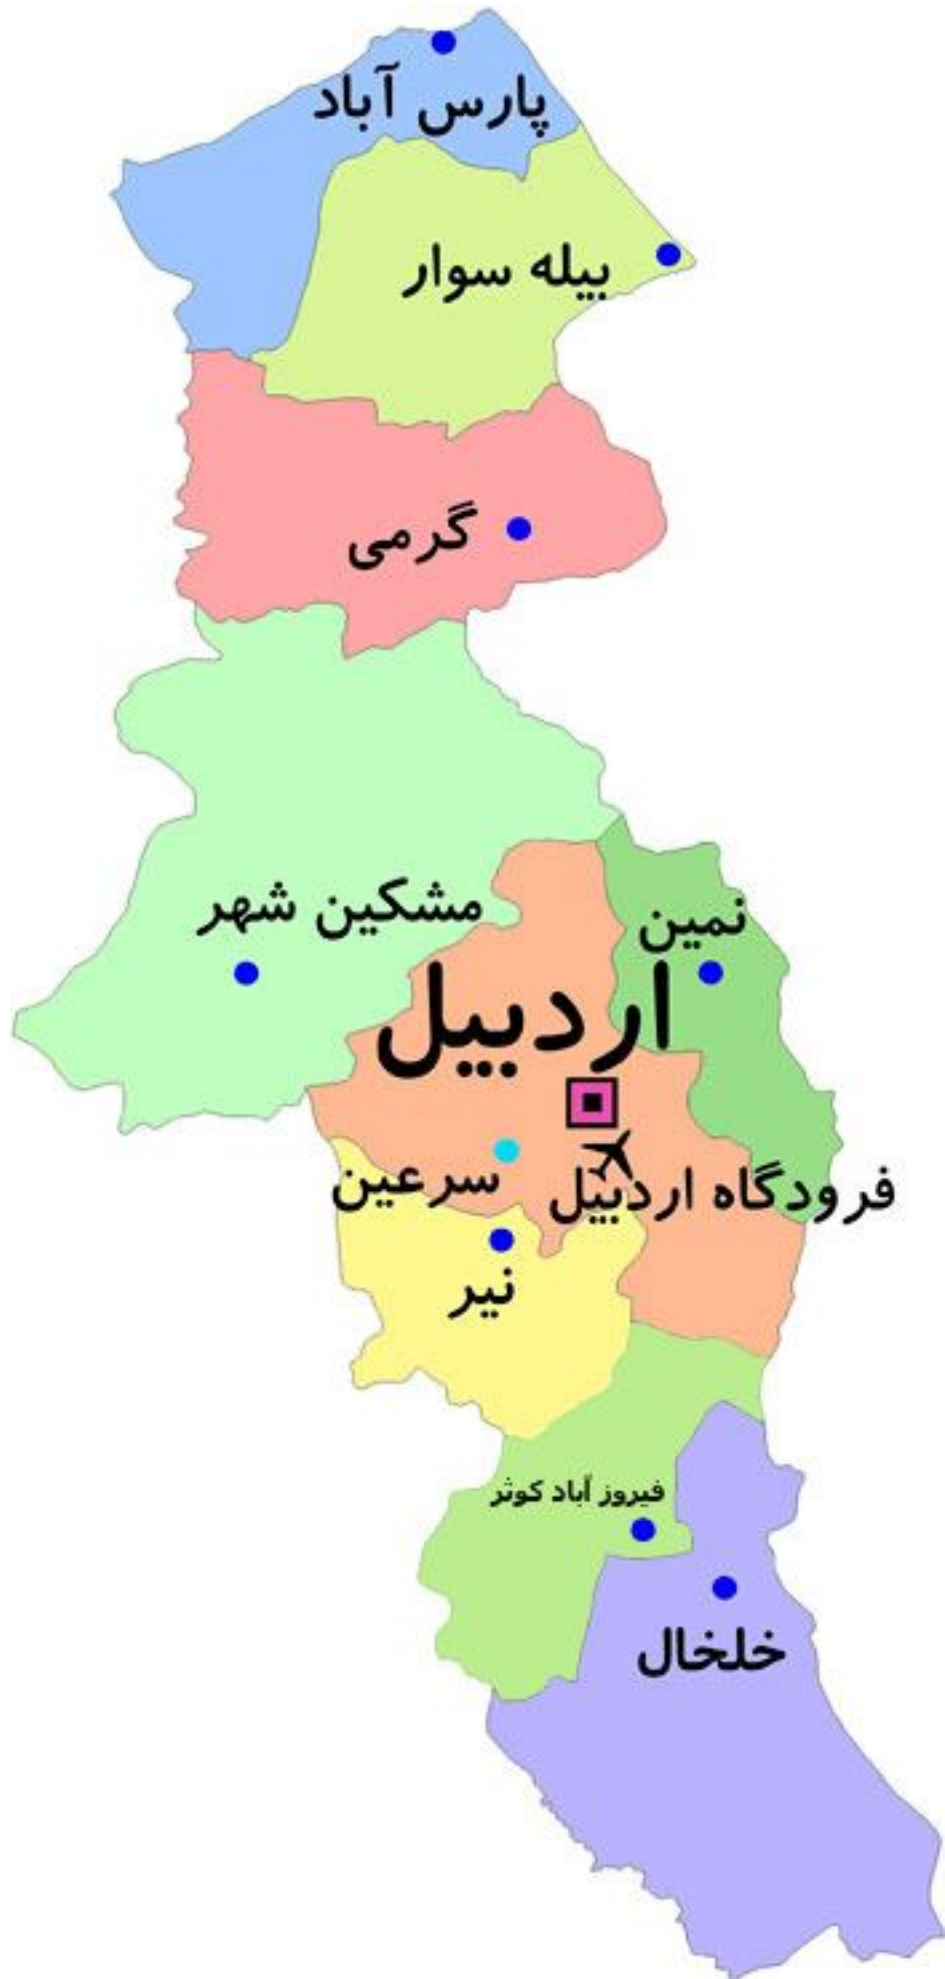 پارس آباد
بیله سوار
گرمی
مشکین شهر
نمین
اردبیل
سرعین
فرودگاه اردبیل
نیر
فیروز آباد کوثر
خلخال